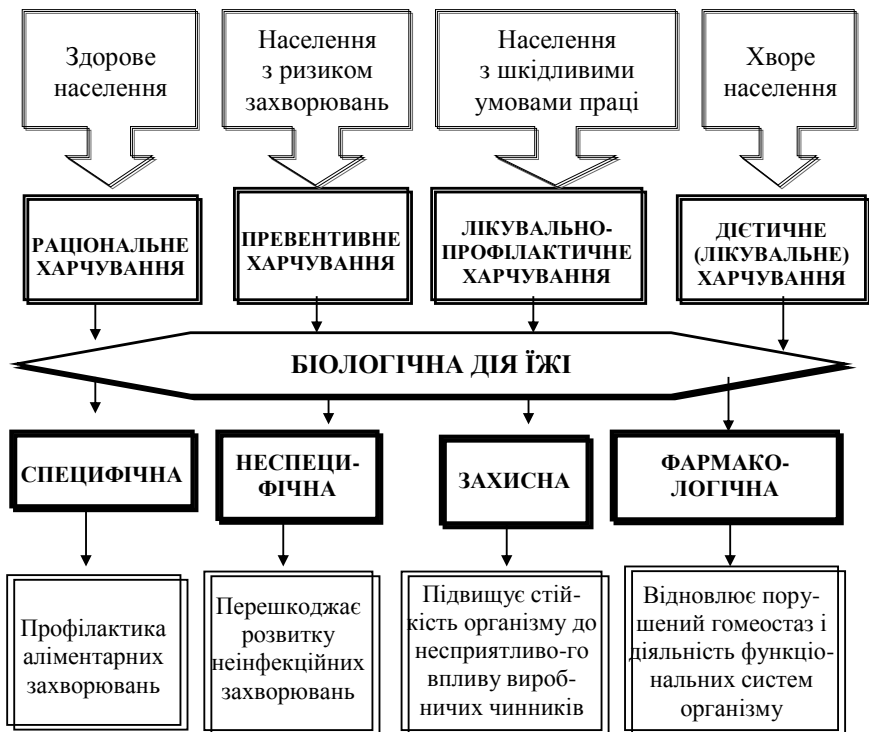 Здорове
населення
Населення
з ризиком
захворювань
Населення
з шкідливими
умовами праці
Хворе
населення
РАЦІОНАЛЬНЕ
ХАРЧУВАННЯ
ПРЕВЕНТИВНЕ
ХАРЧУВАННЯ
ЛІКУВАЛЬНО-
ПРОФІЛАКТИЧНЕ
ХАРЧУВАННЯ
ДІЄТИЧНЕ
(ЛІКУВАЛЬНЕ)
ХАРЧУВАННЯ
БІОЛОГІЧНА ДІЯ ЇЖІ
СПЕЦИФІЧНА
НЕСПЕЦИ-
ФІЧНА
ЗАХИСНА
ФАРМАКО-
ЛОГІЧНА
Профілактика
аліментарних
захворювань
Перешкоджає
розвитку
неінфекційних
захворювань
Підвищує стій-
кість організму до
несприятливо-го
впливу вироб-
ничих чинників
Відновлює пору-
шений гомеостаз і
діяльність функціо-
нальних систем
організму